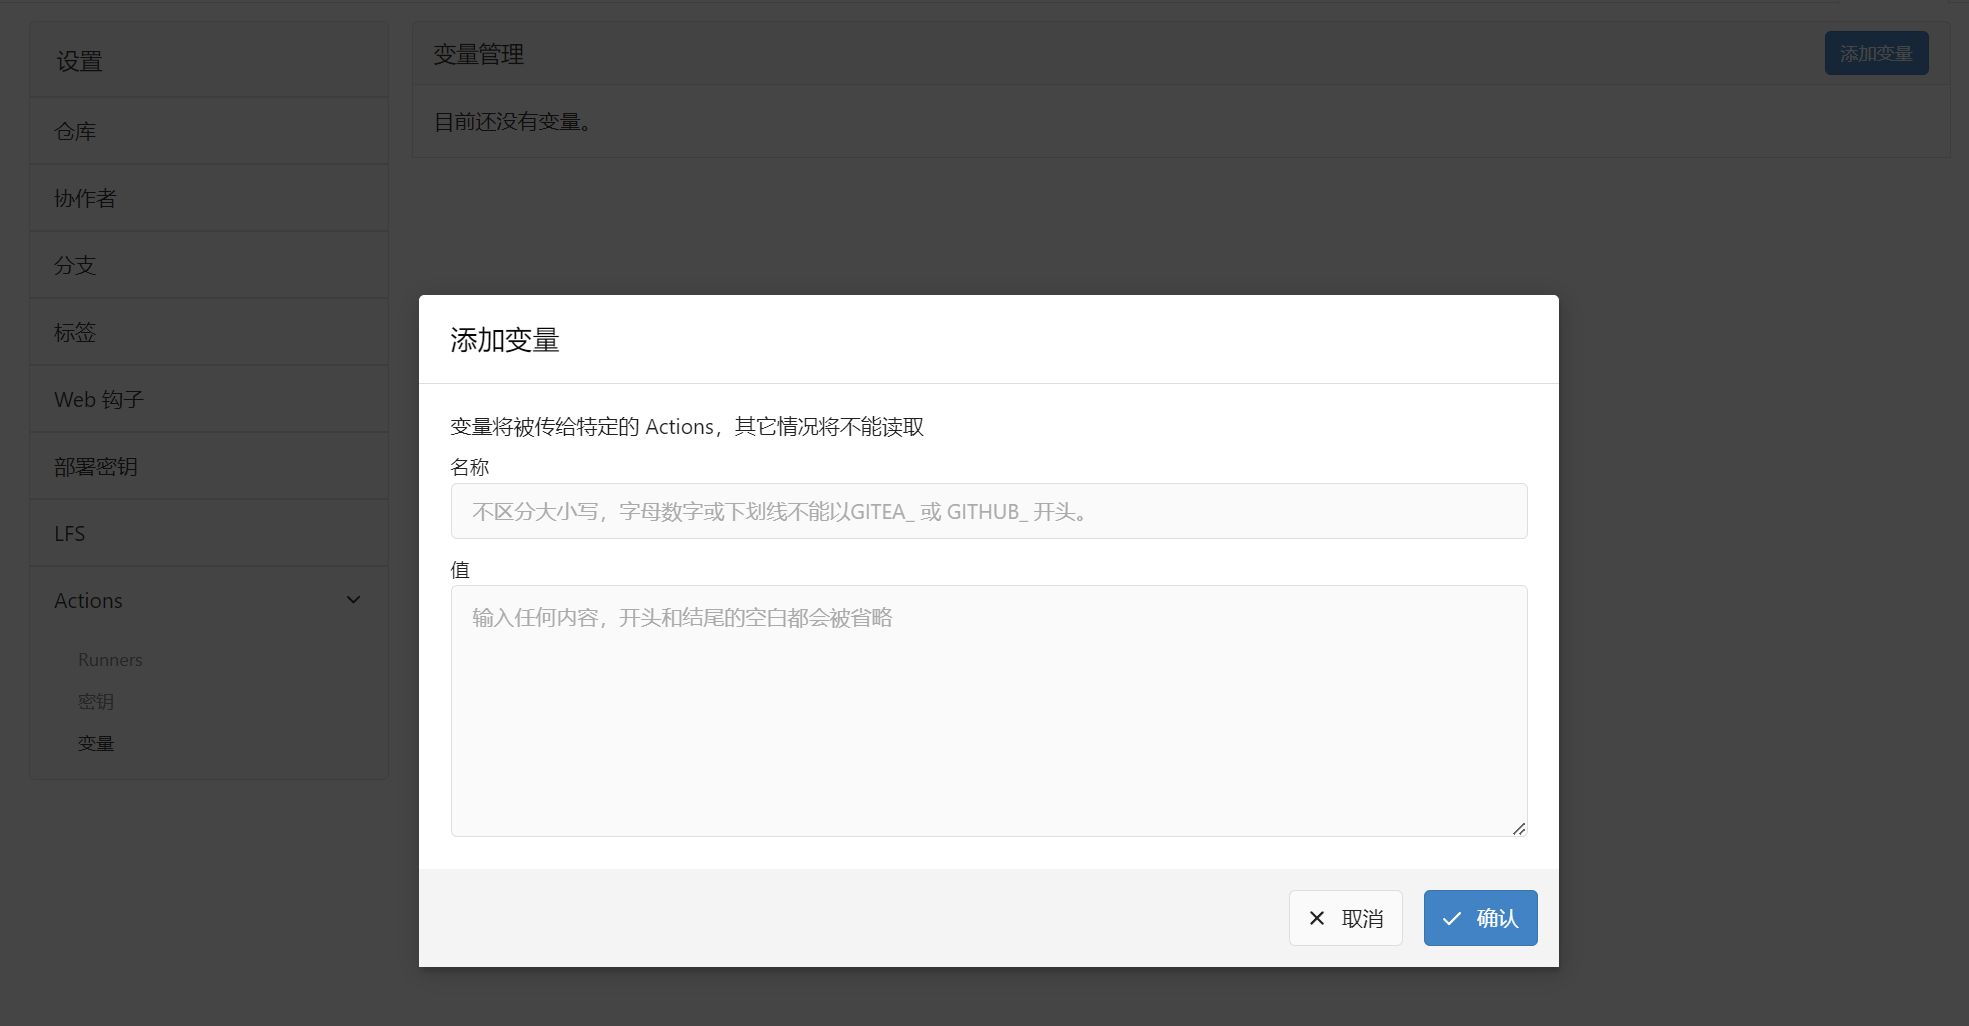 设置
仓库
协作者
分支
标签
Web 钩子
部署密钥
LFS
Actions
Runners
密钥
变量
变量管理
添加变量
目前还没有变量。
添加变量
变量将被传给特定的 Actions，其它情况将不能读取
名称
不区分大小写，字母数字或下划线不能以GITEA_ 或 GITHUB_ 开头。
值
输入任何内容，开头和结尾的空白都会被省略
取消
确认